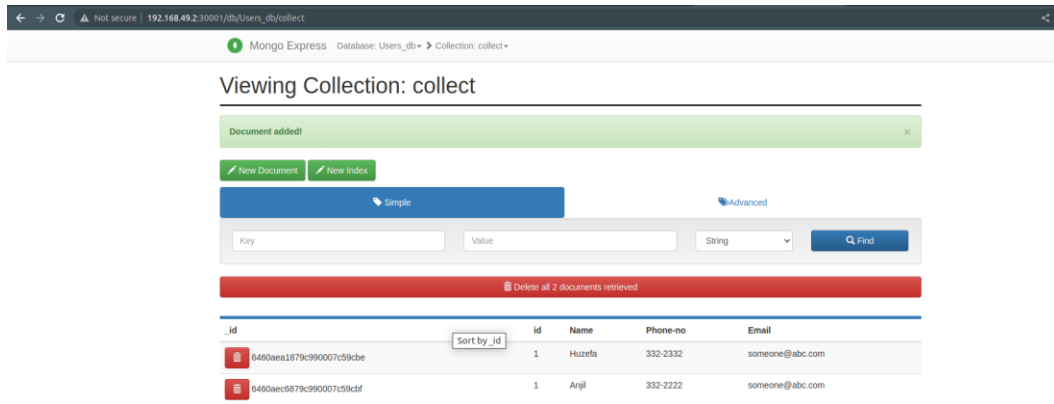 Not secure | 192.168.49.2:30001/db/Users_db/collect
Mongo Express Database: Users_db Collection: collect
Viewing Collection: collect
Document added! ×
New Document New Index
Simple Advanced
Key Value String Find
Delete all 2 documents retrieved
_id id Name Phone-no Email
Sort by _id
6460aea1879c990007c59cbe 1 Huzefa 332-2332 someone@abc.com
6460aec6879c990007c59cbf 1 Anjil 332-2222 someone@abc.com